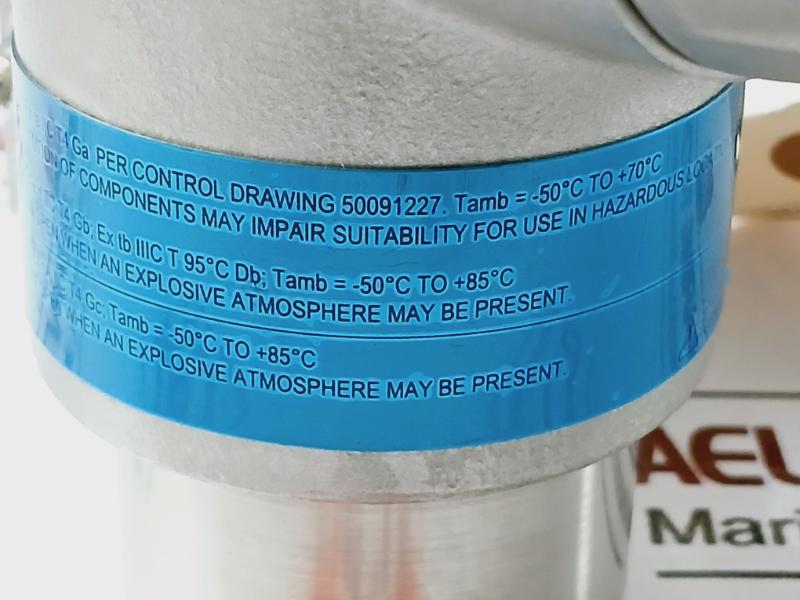 T4 Ga PER CONTROL DRAWING 50091227. Tamb = -50°C TO +70°C
OF COMPONENTS MAY IMPAIR SUITABILITY FOR USE IN HAZARDOUS
T4 Gb; Ex tb IIIC T 95°C Db; Tamb = -50°C TO +85°C
WHEN AN EXPLOSIVE ATMOSPHERE MAY BE PRESENT.
T4 Gc; Tamb = -50°C TO +85°C
WHEN AN EXPLOSIVE ATMOSPHERE MAY BE PRESENT.
AEL
Mari